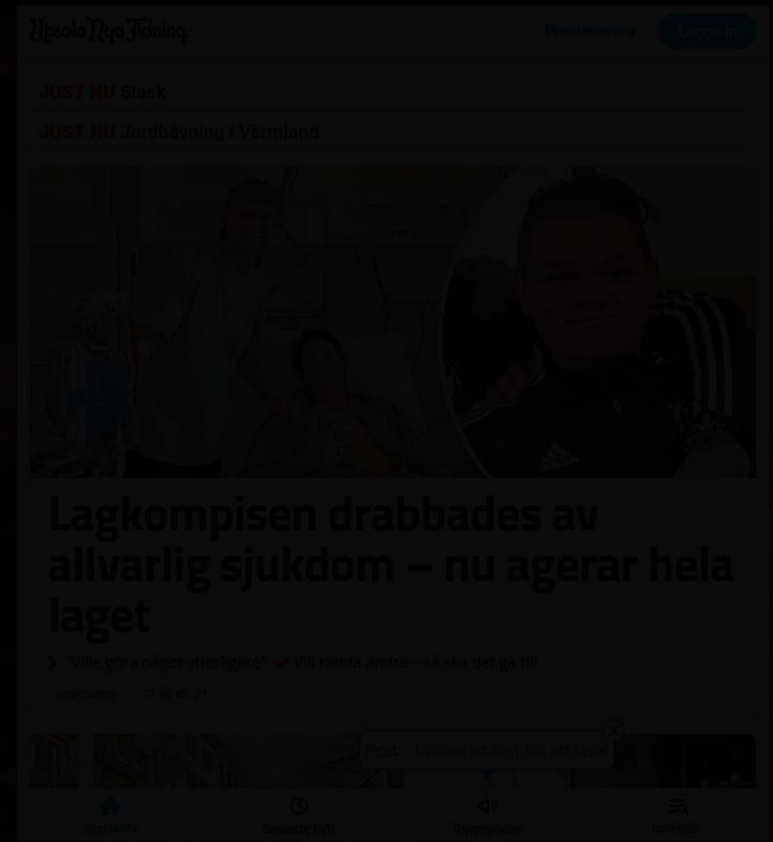 Upsala Nya Tidning.
Prenumerera
Logga in
JUST NU Slask
JUST NU Jordbävning i Värmland
Lagkompisen drabbades av
allvarlig sjukdom – nu agerar hela
laget
"Ville göra något ytterligare!" Vill rädda andra – så ska det gå till
Innebandy
Psst... Lyssna istället för att läsa!
Startsida
Senaste nytt
Toppnyheter
Innehåll